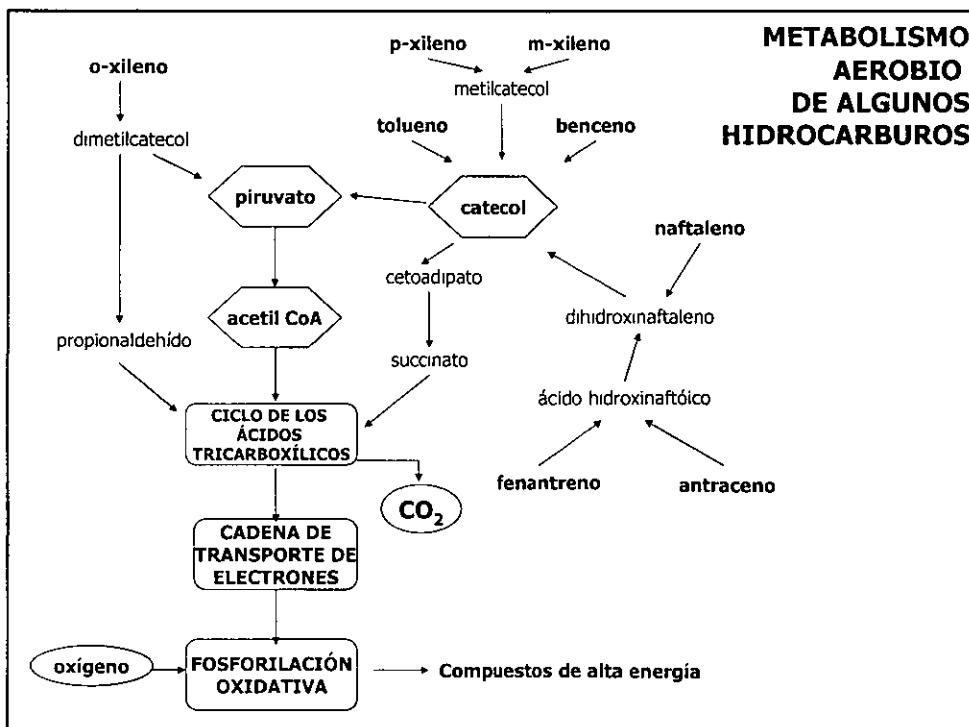 METABOLISMO
AEROBIO
DE ALGUNOS
HIDROCARBUROS
p-xileno
m-xileno
o-xileno
metilcatecol
dimetilcatecol
tolueno
benceno
piruvato
catecol
naftaleno
cetoadipato
acetil CoA
dihidroxinaftaleno
propionaldehído
succinato
ácido hidroxinaftóico
CICLO DE LOS
ÁCIDOS
TRICARBOXÍLICOS
fenantreno
antraceno
CO2
CADENA DE
TRANSPORTE DE
ELECTRONES
oxígeno
FOSFORILACIÓN
OXIDATIVA
Compuestos de alta energía